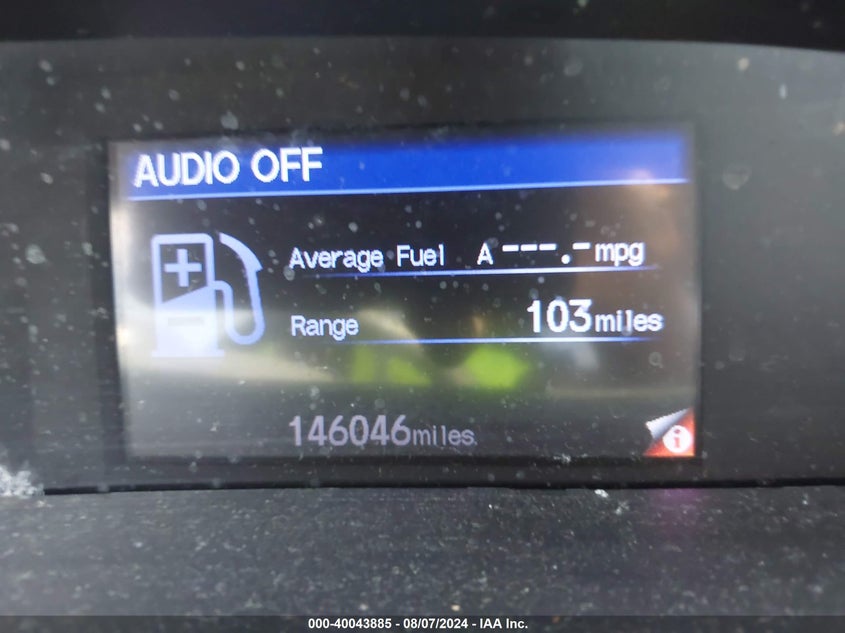 AUDIO OFF
Average Fuel A ---.- mpg
Range 103 miles
146046 miles
i
000-40043885 - 08/07/2024 - IAA Inc.